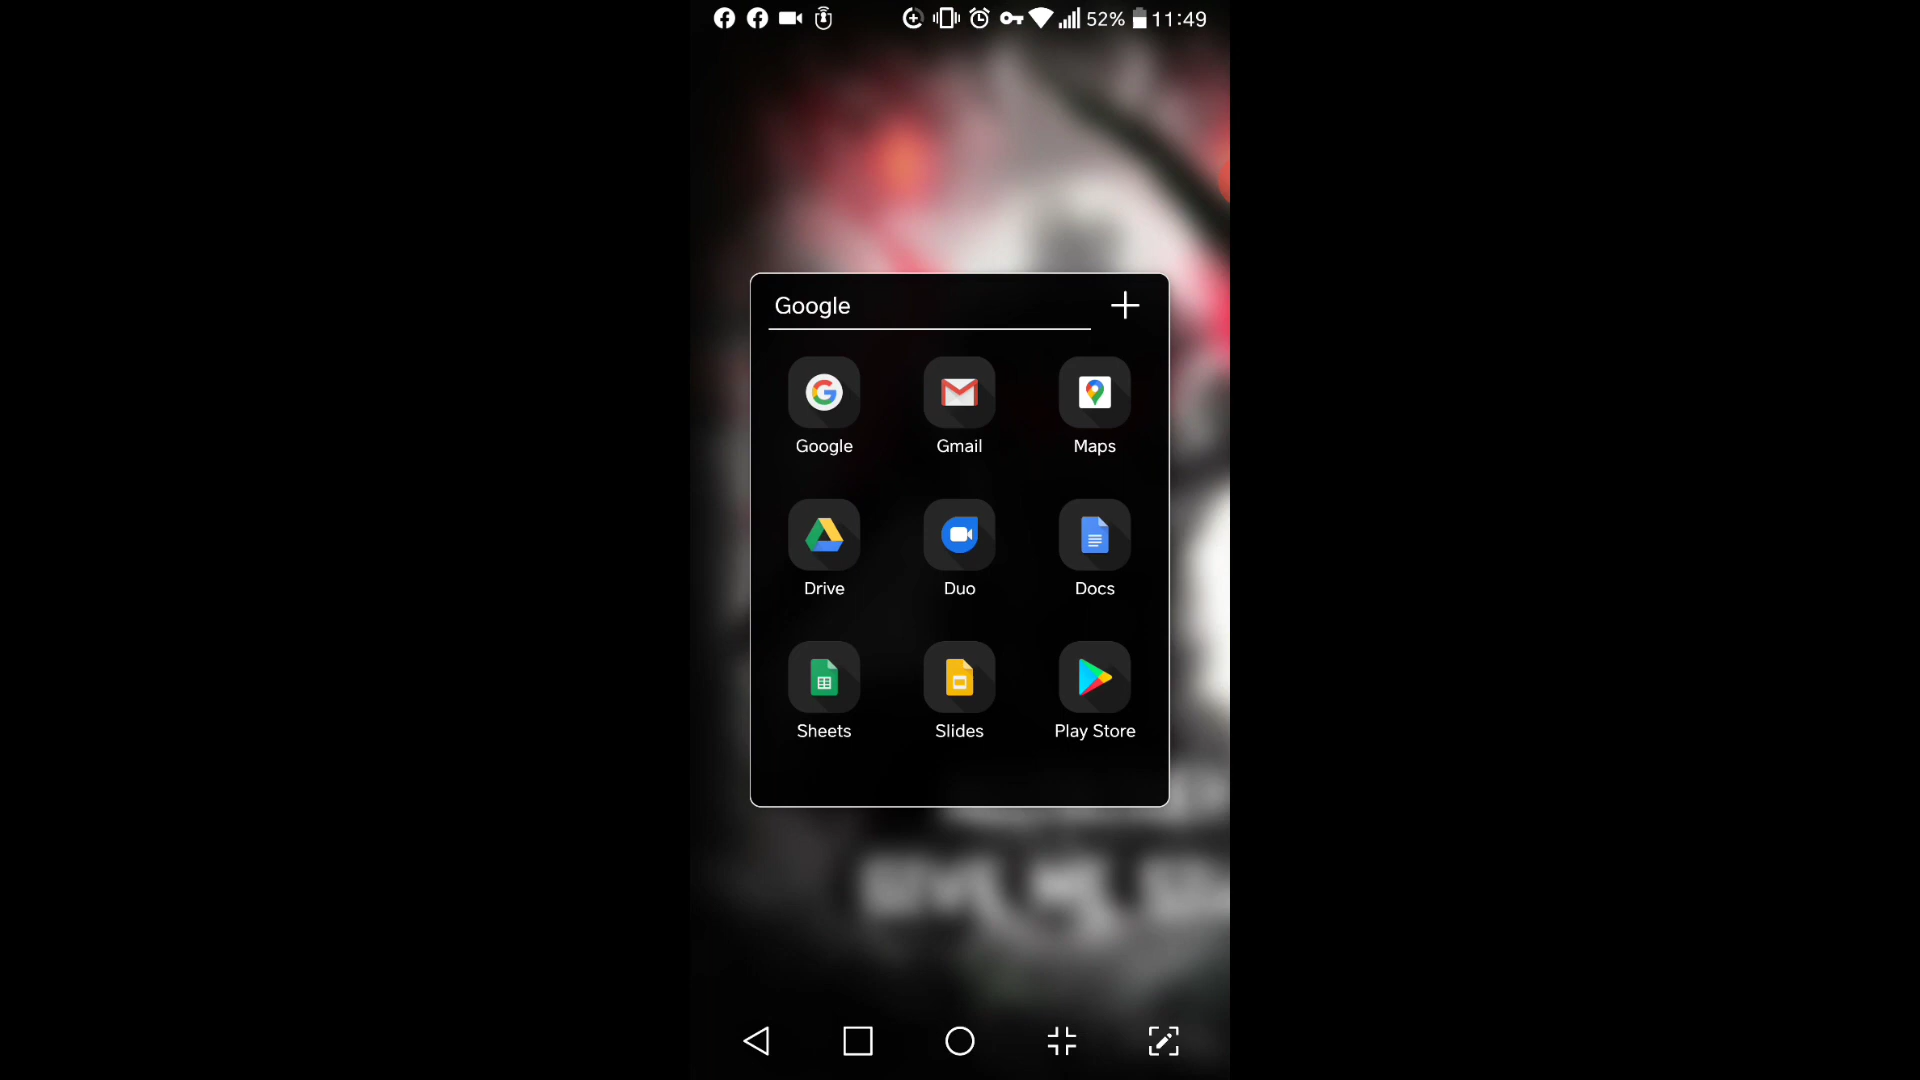 52% 11:49
Google
Google Gmail Maps
Drive Duo Docs
Sheets Slides Play Store